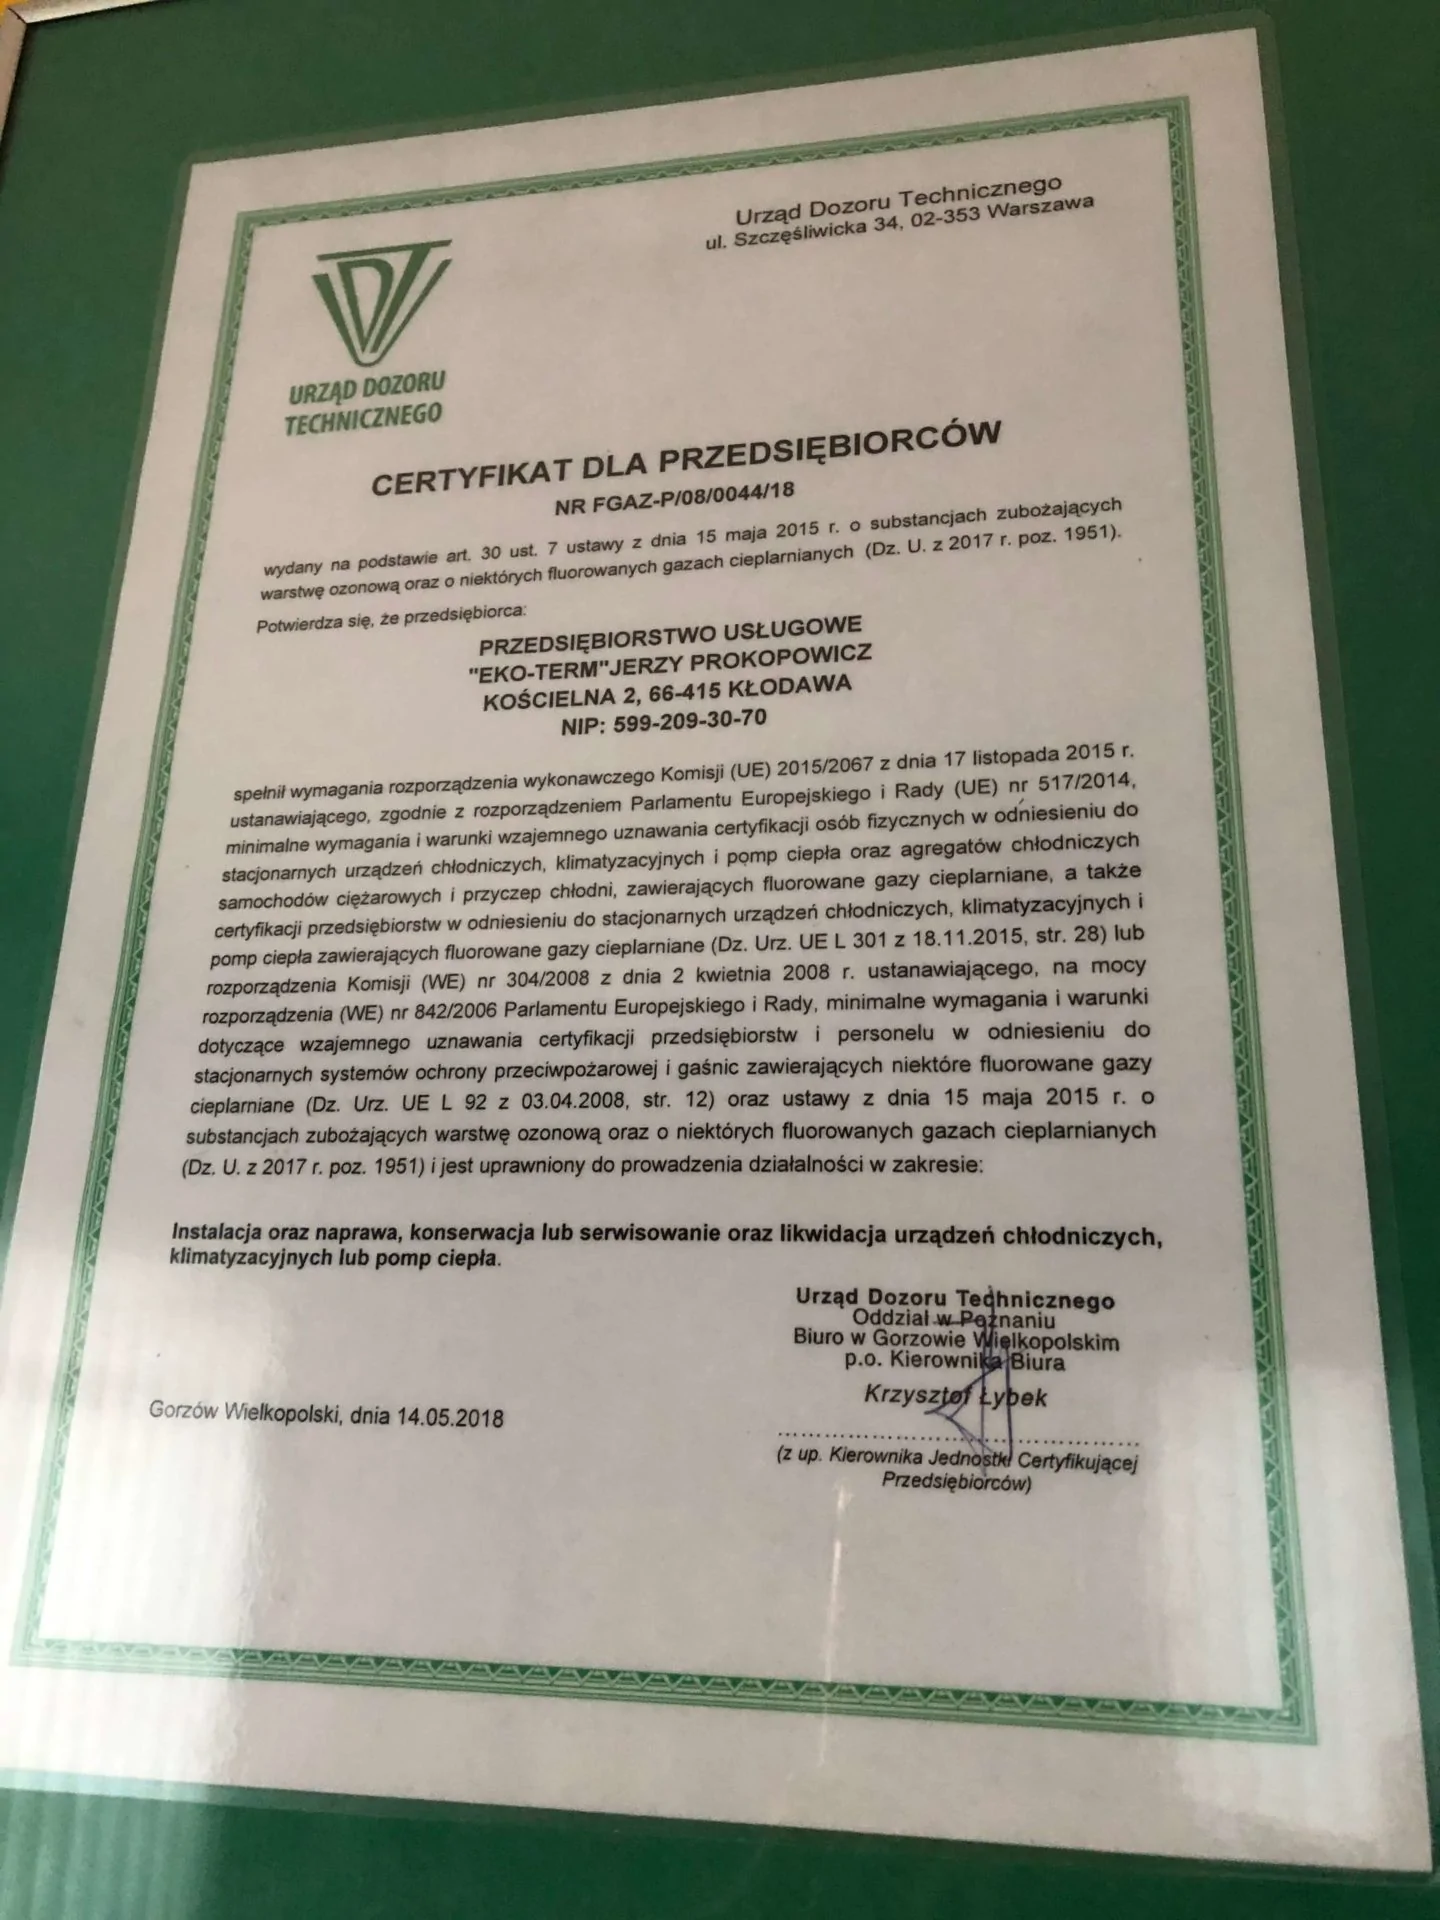 Urząd Dozoru Technicznego
ul. Szczęśliwicka 34, 02-353 Warszawa
UDT
URZĄD DOZORU
TECHNICZNEGO
CERTYFIKAT DLA PRZEDSIĘBIORCÓW
NR FGAZ-P/08/0044/18
wydany na podstawie art. 30 ust. 7 ustawy z dnia 15 maja 2015 r. o substancjach zubożających
warstwę ozonową oraz o niektórych fluorowanych gazach cieplarnianych (Dz. U. z 2017 r. poz. 1951).
Potwierdza się, że przedsiębiorca:
PRZEDSIĘBIORSTWO USŁUGOWE
"EKO-TERM"JERZY PROKOPOWICZ
KOŚCIELNA 2, 66-415 KŁODAWA
NIP: 599-209-30-70
spełnił wymagania rozporządzenia wykonawczego Komisji (UE) 2015/2067 z dnia 17 listopada 2015 r.
ustanawiającego, zgodnie z rozporządzeniem Parlamentu Europejskiego i Rady (UE) nr 517/2014,
minimalne wymagania i warunki wzajemnego uznawania certyfikacji osób fizycznych w odniesieniu do
stacjonarnych urządzeń chłodniczych, klimatyzacyjnych i pomp ciepła oraz agregatów chłodniczych
samochodów ciężarowych i przyczep chłodni, zawierających fluorowane gazy cieplarniane, a także
certyfikacji przedsiębiorstw w odniesieniu do stacjonarnych urządzeń chłodniczych, klimatyzacyjnych i
pomp ciepła zawierających fluorowane gazy cieplarniane (Dz. Urz. UE L 301 z 18.11.2015, str. 28) lub
rozporządzenia Komisji (WE) nr 304/2008 z dnia 2 kwietnia 2008 r. ustanawiającego, na mocy
rozporządzenia (WE) nr 842/2006 Parlamentu Europejskiego i Rady, minimalne wymagania i warunki
dotyczące wzajemnego uznawania certyfikacji przedsiębiorstw i personelu w odniesieniu do
stacjonarnych systemów ochrony przeciwpożarowej i gaśnic zawierających niektóre fluorowane gazy
cieplarniane (Dz. Urz. UE L 92 z 03.04.2008, str. 12) oraz ustawy z dnia 15 maja 2015 r. o
substancjach zubożających warstwę ozonową oraz o niektórych fluorowanych gazach cieplarnianych
(Dz. U. z 2017 r. poz. 1951) i jest uprawniony do prowadzenia działalności w zakresie:
Instalacja oraz naprawa, konserwacja lub serwisowanie oraz likwidacja urządzeń chłodniczych,
klimatyzacyjnych lub pomp ciepła.
Urząd Dozoru Technicznego
Oddział w Poznaniu
Biuro w Gorzowie Wielkopolskim
p.o. Kierownika Biura
Krzysztof Łybek
Gorzów Wielkopolski, dnia 14.05.2018
(z up. Kierownika Jednostki Certyfikującej
Przedsiębiorców)